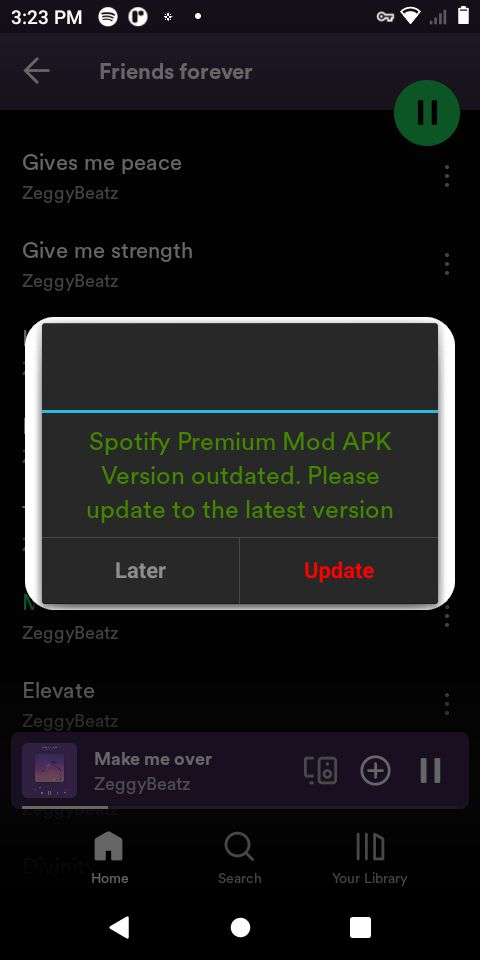 3:23 PM
Friends forever
Gives me peace
ZeggyBeatz
Give me strength
ZeggyBeatz
Spotify Premium Mod APK
Version outdated. Please
update to the latest version
Later
Update
ZeggyBeatz
Elevate
ZeggyBeatz
Make me over
ZeggyBeatz
ZeggyBeatz
Divinity
Home
Search
Your Library